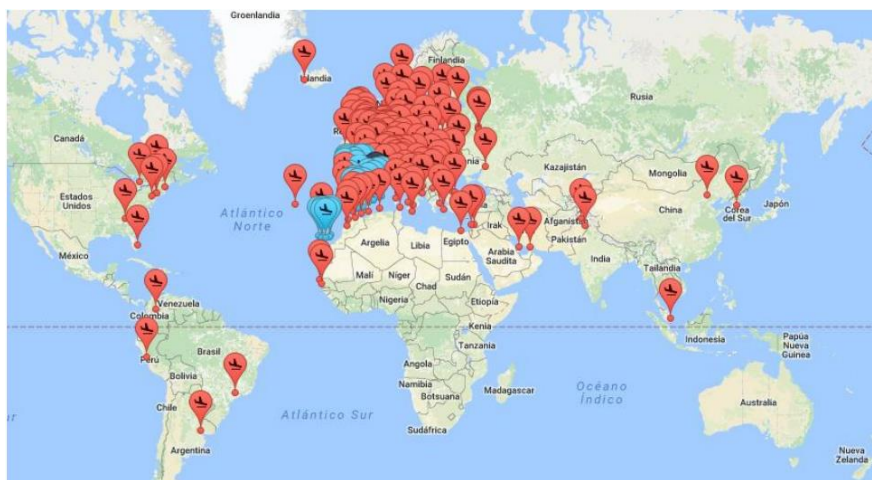 Groenlandia
Islandia
Finlandia
Rusia
Canadá
Kazajistán
Mongolia
Estados
Unidos
Atlántico
Norte
China
Corea
del Sur
Japón
Afganistán
Irak
Pakistán
México
Argelia
Libia
Egipto
Arabia
Saudita
India
Tailandia
Malí
Níger
Chad
Sudán
Nigeria
Etiopía
Venezuela
Colombia
Kenia
Tanzania
Indonesia
Papúa
Nueva
Guinea
Perú
Brasil
Bolivia
Angola
Namibia
Botsuana
Madagascar
Océano
Índico
Chile
Atlántico Sur
Sudáfrica
Australia
Argentina
Nueva
Zelanda